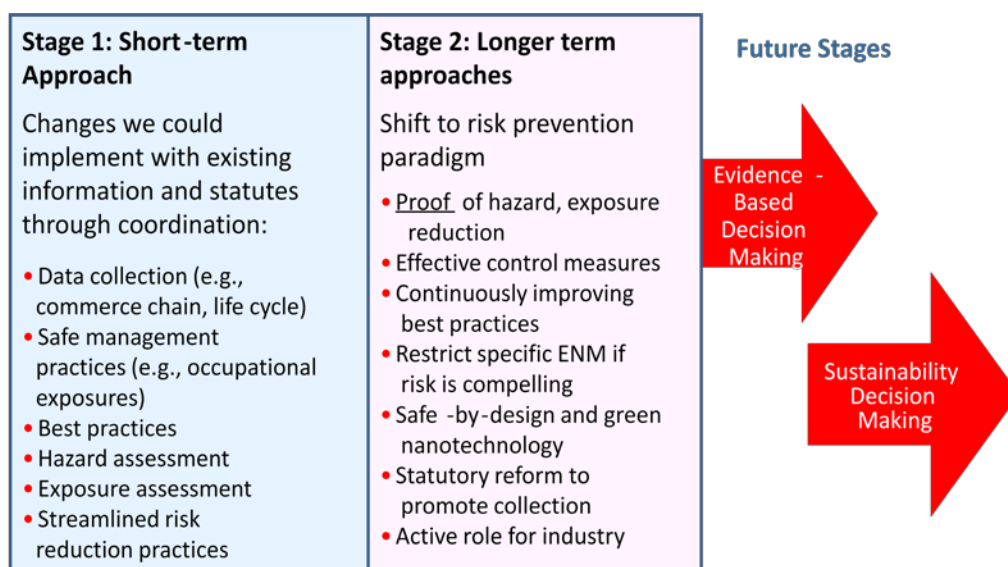 Stage 1: Short-term
Approach
Changes we could
implement with existing
information and statutes
through coordination:
• Data collection (e.g.,
commerce chain, life cycle)
• Safe management
practices (e.g., occupational
exposures)
• Best practices
• Hazard assessment
• Exposure assessment
• Streamlined risk
reduction practices
Stage 2: Longer term
approaches
Shift to risk prevention
paradigm
• Proof of hazard, exposure
reduction
• Effective control measures
• Continuously improving
best practices
• Restrict specific ENM if
risk is compelling
• Safe -by-design and green
nanotechnology
• Statutory reform to
promote collection
• Active role for industry
Future Stages
Evidence -
Based
Decision
Making
Sustainability
Decision
Making